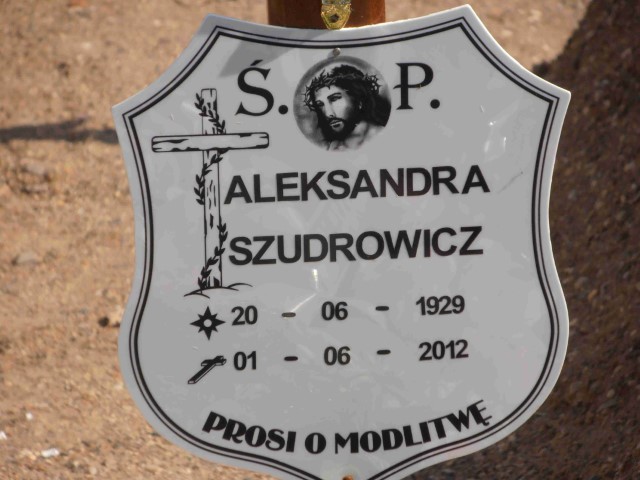 Ś. P.
ALEKSANDRA
SZUDROWICZ
20 - 06 - 1929
01 - 06 - 2012
PROSI O MODLITWĘ